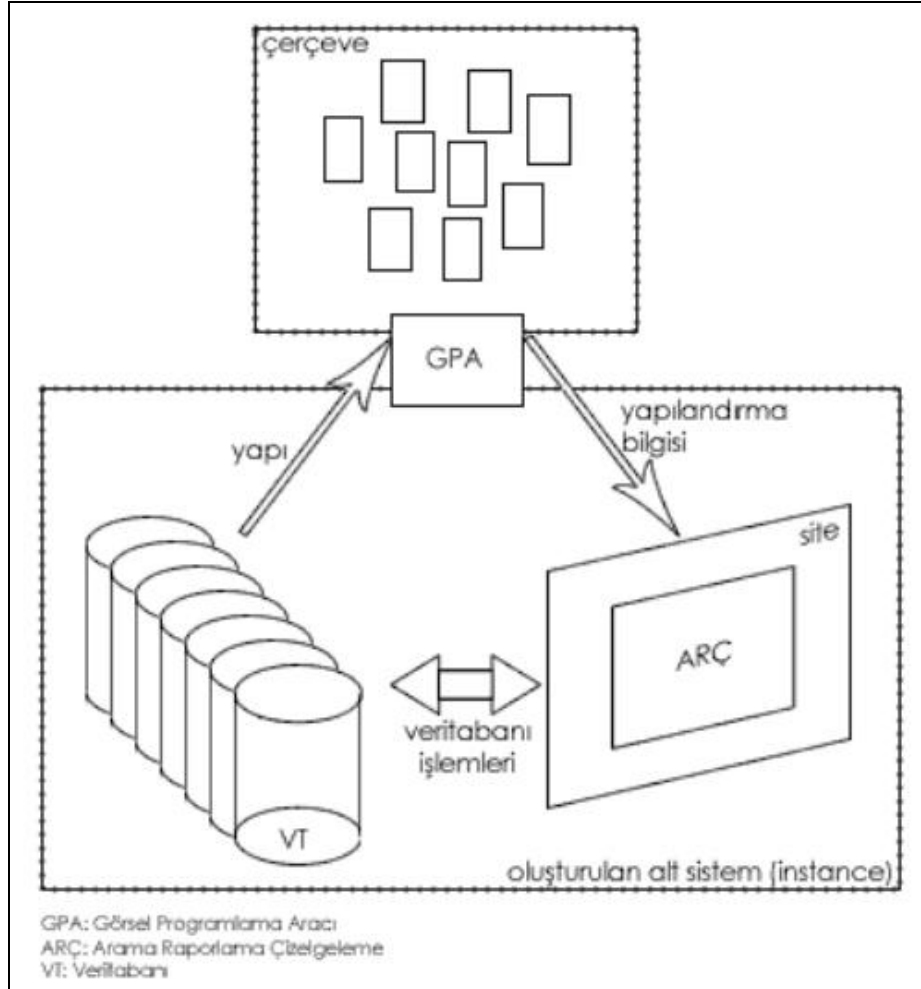 çerçeve
GPA
yapı
yapılandırma
bilgisi
site
ARÇ
veritabanı
işlemleri
VT
oluşturulan alt sistem (instance)
GPA: Görsel Programlama Aracı
ARÇ: Arama Raporlama Çizelgeleme
VT: Veritabanı